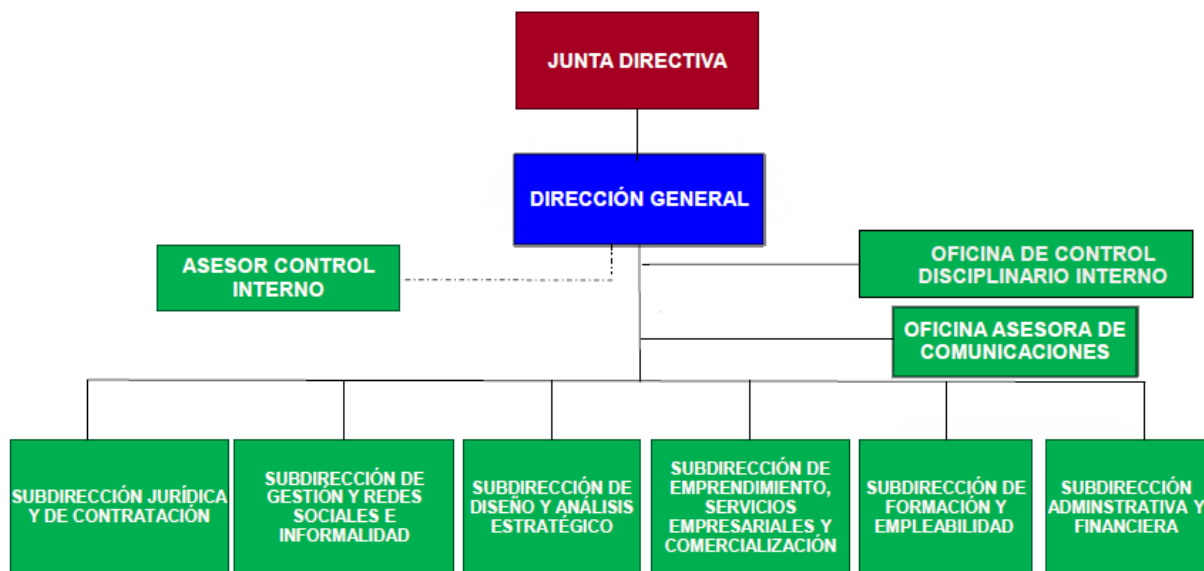 JUNTA DIRECTIVA
DIRECCIÓN GENERAL
ASESOR CONTROL
INTERNO
OFICINA DE CONTROL
DISCIPLINARIO INTERNO
OFICINA ASESORA DE
COMUNICACIONES
SUBDIRECCIÓN JURÍDICA
Y DE CONTRATACIÓN
SUBDIRECCIÓN DE
GESTIÓN Y REDES
SOCIALES E
INFORMALIDAD
SUBDIRECCIÓN DE
DISEÑO Y ANÁLISIS
ESTRATÉGICO
SUBDIRECCIÓN DE
EMPRENDIMIENTO,
SERVICIOS
EMPRESARIALES Y
COMERCIALIZACIÓN
SUBDIRECCIÓN DE
FORMACIÓN Y
EMPLEABILIDAD
SUBDIRECCIÓN
ADMINSTRATIVA Y
FINANCIERA